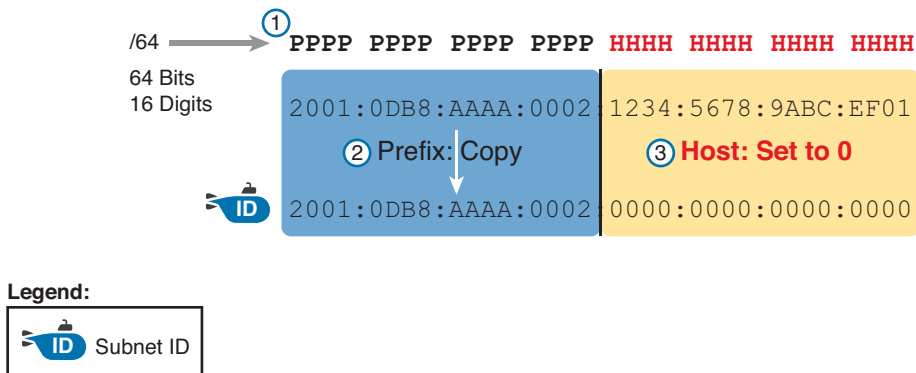 1
/64 PPPP PPPP PPPP PPPP HHHH HHHH HHHH HHHH
64 Bits
16 Digits
2001:0DB8:AAAA:0002:1234:5678:9ABC:EF01
2 Prefix: Copy 3 Host: Set to 0
ID 2001:0DB8:AAAA:0002:0000:0000:0000:0000
Legend:
ID Subnet ID